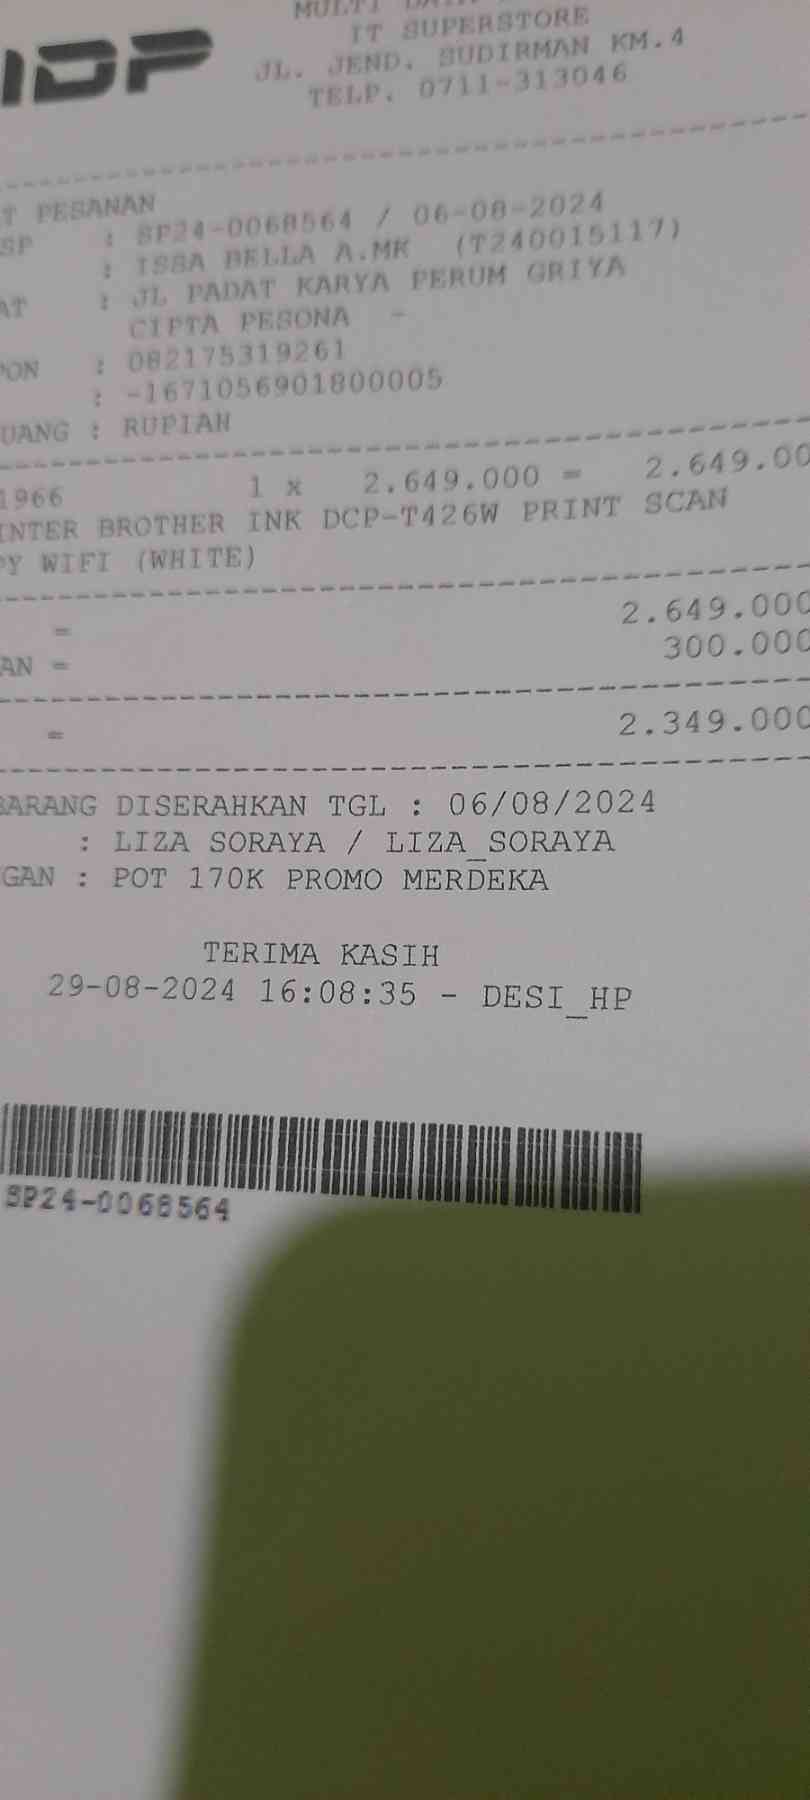 IDP
MULTI
IT SUPERSTORE
JL. JEND. SUDIRMAN KM.4
TELP. 0711-313046
T PESANAN
SP : SP24-0068564 / 06-08-2024
: ISSA BELLA A.MK (T240015117)
AT : JL PADAT KARYA PERUM GRIYA
CIPTA PESONA -
PON : 082175319261
: -1671056901800005
UANG : RUPIAH
1966 1 x 2.649.000 = 2.649.00
INTER BROTHER INK DCP-T426W PRINT SCAN
PY WIFI (WHITE)
= 2.649.000
AN = 300.000
= 2.349.000
BARANG DISERAHKAN TGL : 06/08/2024
: LIZA SORAYA / LIZA_SORAYA
GAN : POT 170K PROMO MERDEKA
TERIMA KASIH
29-08-2024 16:08:35 - DESI_HP
SP24-0068564